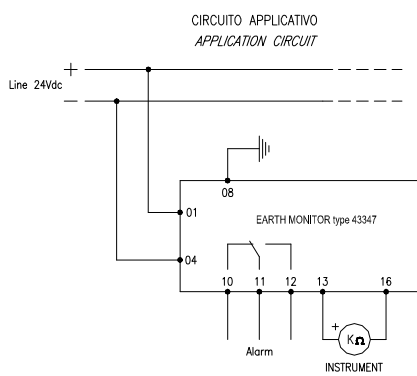 CIRCUITO APPLICATIVO
APPLICATION CIRCUIT
+
Line 24Vdc
–
08
01
EARTH MONITOR type 43347
04
10 11 12 13 16
+ KΩ
Alarm
INSTRUMENT